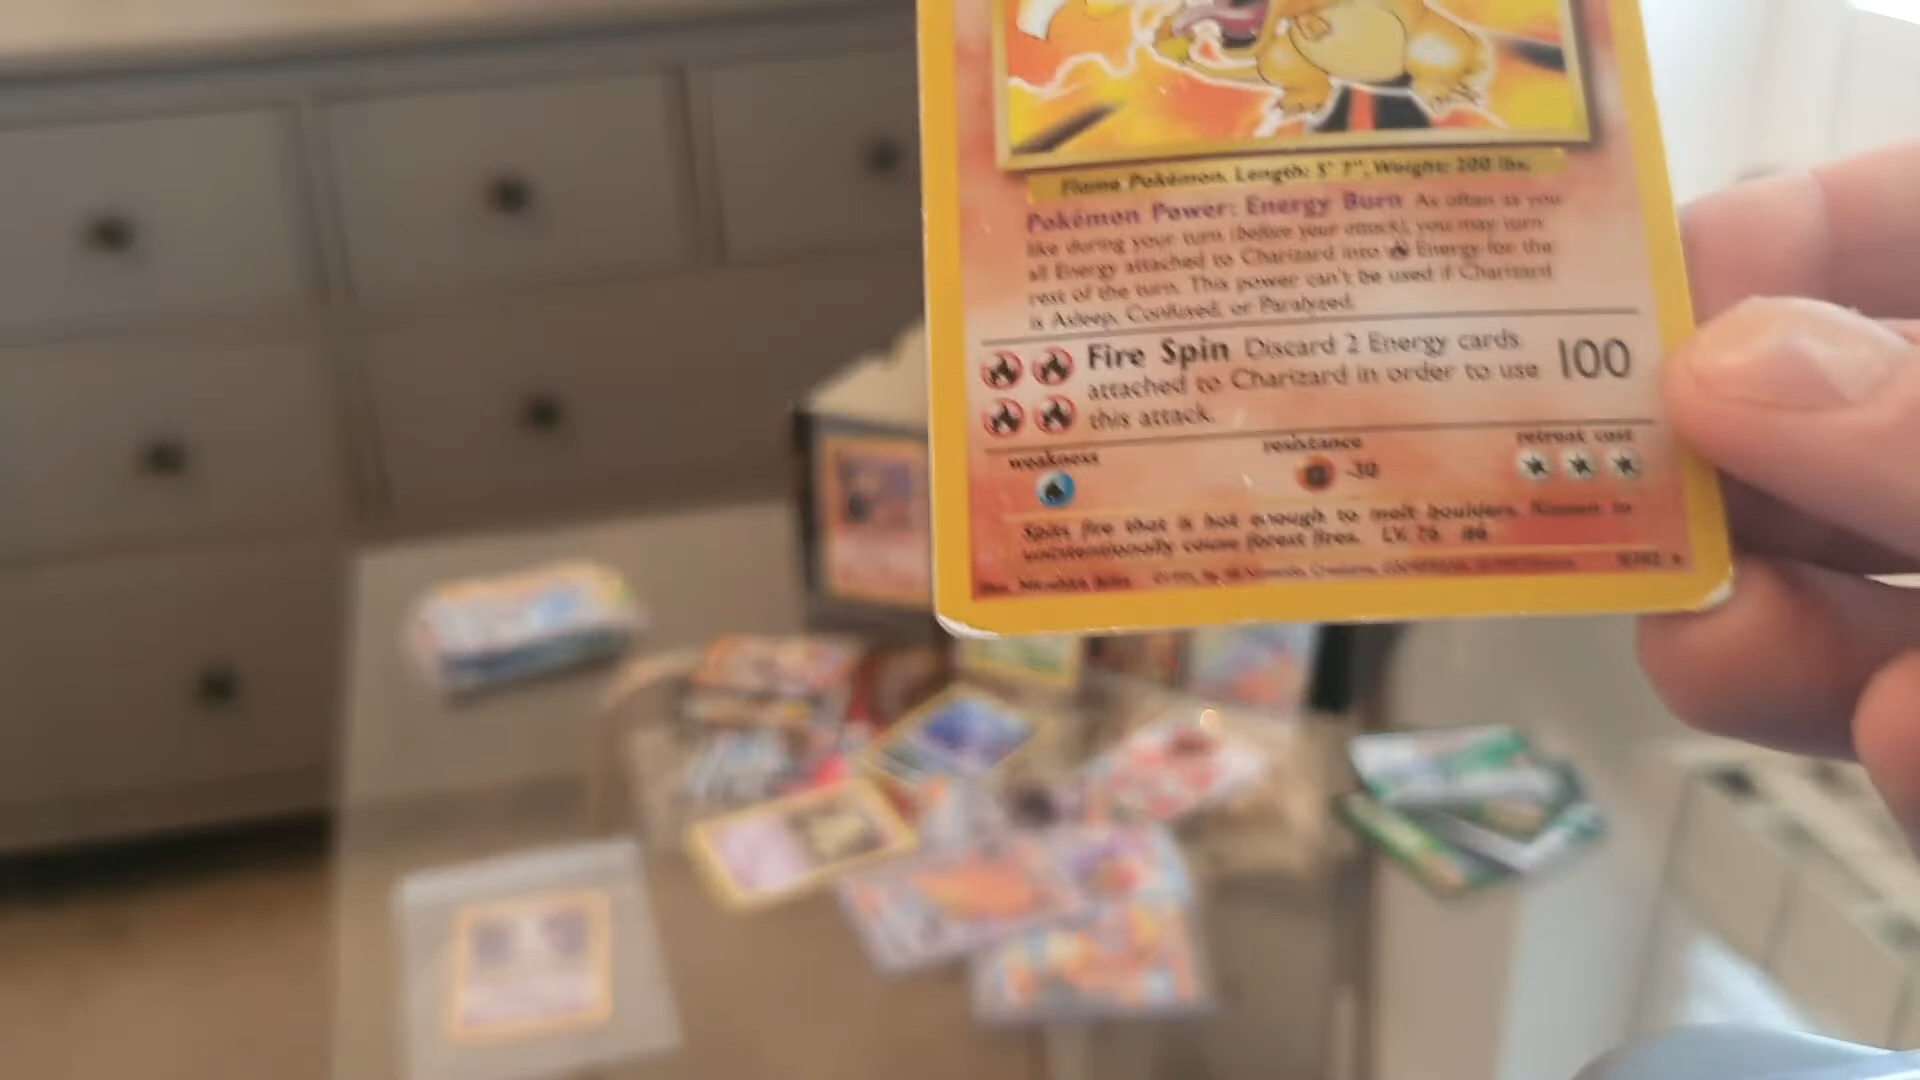 Flame Pokémon. Length: 5' 7", Weight: 200 lbs.
Pokémon Power: Energy Burn As often as you
like during your turn (before your attack), you may turn
all Energy attached to Charizard into Energy for the
rest of the turn. This power can't be used if Charizard
is Asleep, Confused, or Paralyzed.
Fire Spin Discard 2 Energy cards
attached to Charizard in order to use
this attack.
100
weakness
resistance
retreat cost
-30
Spits fire that is hot enough to melt boulders. Known to
unintentionally cause forest fires. LV. 76